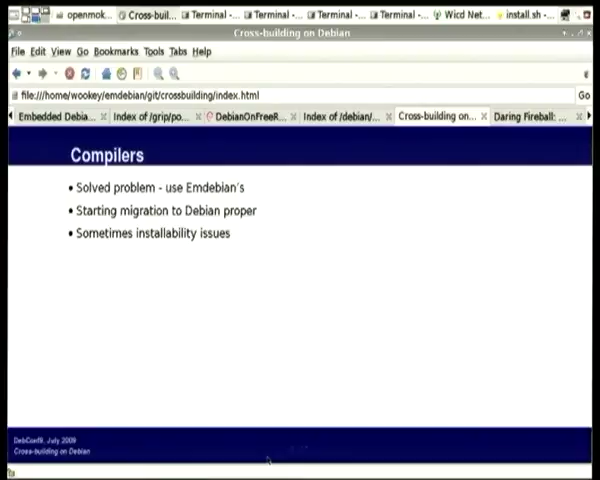 openmok...
Cross-buil...
Terminal -...
Terminal -...
Terminal -...
Terminal -...
Wicd Net...
install.sh -...
Cross-building on Debian
File Edit View Go Bookmarks Tools Tabs Help
file:///home/wookey/emdebian/git/crossbuilding/index.html
Go
Embedded Debia...
Index of /grip/po...
DebianOnFreeR...
Index of /debian/...
Cross-building on...
Daring Fireball: ...
Compilers
• Solved problem - use Emdebian's
• Starting migration to Debian proper
• Sometimes installability issues
DebConf9, July 2009
Cross-building on Debian